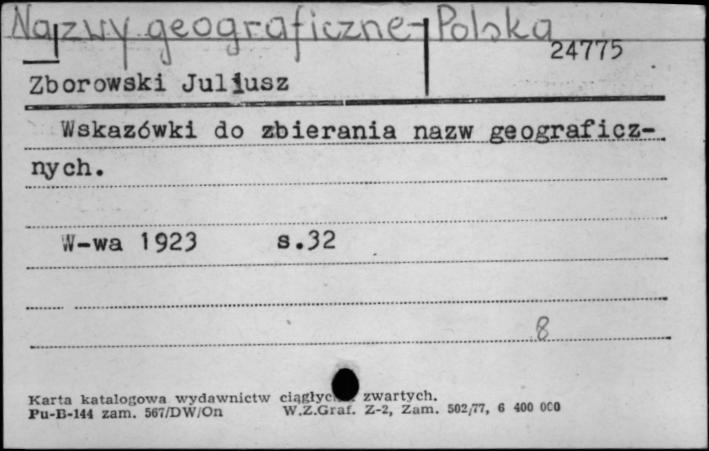 Nazwy geograficzne-Polska
24775
Zborowski Juliusz
Wskazówki do zbierania nazw geograficz-
nych.
W-wa 1923 s.32
8
Karta katalogowa wydawnictw zwartych.
Pu-B-144 zam. 567/DW/On W.Z.Graf. Z-2, Zam. 502/77, 6 400 000